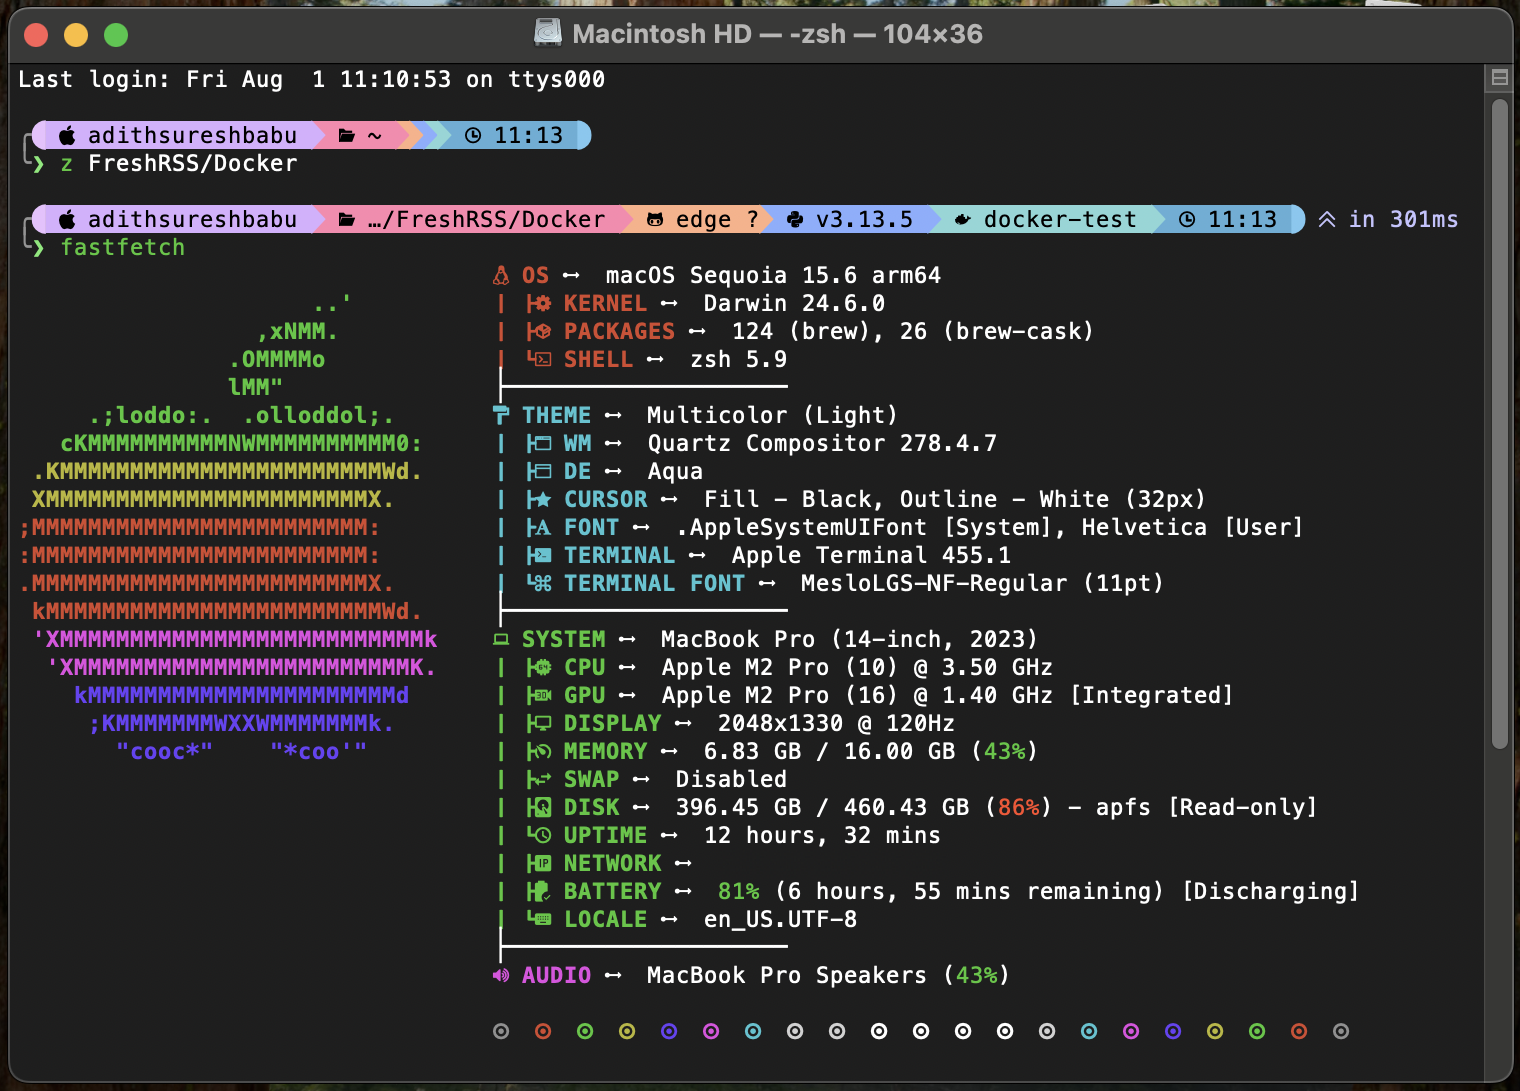 Macintosh HD — -zsh — 104×36
Last login: Fri Aug  1 11:10:53 on ttys000
adithsureshbabu ~ 11:13
❯ z FreshRSS/Docker
adithsureshbabu …/FreshRSS/Docker edge ? v3.13.5 docker-test 11:13 in 301ms
❯ fastfetch
OS ⟷ macOS Sequoia 15.6 arm64
..' | ├ KERNEL ⟷ Darwin 24.6.0
,xNMM. | ├ PACKAGES ⟷ 124 (brew), 26 (brew-cask)
.OMMMMo | └ SHELL ⟷ zsh 5.9
lMM"
.;loddo:.  .olloddol;. THEME ⟷ Multicolor (Light)
cKMMMMMMMMMMNWMMMMMMMMMM0: | ├ WM ⟷ Quartz Compositor 278.4.7
.KMMMMMMMMMMMMMMMMMMMMMMMWd. | ├ DE ⟷ Aqua
XMMMMMMMMMMMMMMMMMMMMMMMX. | ├ CURSOR ⟷ Fill - Black, Outline - White (32px)
;MMMMMMMMMMMMMMMMMMMMMMMM: | ├ FONT ⟷ .AppleSystemUIFont [System], Helvetica [User]
:MMMMMMMMMMMMMMMMMMMMMMMM: | ├ TERMINAL ⟷ Apple Terminal 455.1
.MMMMMMMMMMMMMMMMMMMMMMMMX. | └ TERMINAL FONT ⟷ MesloLGS-NF-Regular (11pt)
kMMMMMMMMMMMMMMMMMMMMMMMMWd.
'XMMMMMMMMMMMMMMMMMMMMMMMMMMk SYSTEM ⟷ MacBook Pro (14-inch, 2023)
'XMMMMMMMMMMMMMMMMMMMMMMMMK. | ├ CPU ⟷ Apple M2 Pro (10) @ 3.50 GHz
kMMMMMMMMMMMMMMMMMMMMMMd | ├ GPU ⟷ Apple M2 Pro (16) @ 1.40 GHz [Integrated]
;KMMMMMMMWXXWMMMMMMMk. | ├ DISPLAY ⟷ 2048x1330 @ 120Hz
"cooc*"    "*coo'" | ├ MEMORY ⟷ 6.83 GB / 16.00 GB (43%)
| ├ SWAP ⟷ Disabled
| ├ DISK ⟷ 396.45 GB / 460.43 GB (86%) - apfs [Read-only]
| └ UPTIME ⟷ 12 hours, 32 mins
| ├ NETWORK ⟷
| ├ BATTERY ⟷ 81% (6 hours, 55 mins remaining) [Discharging]
| └ LOCALE ⟷ en_US.UTF-8
AUDIO ⟷ MacBook Pro Speakers (43%)